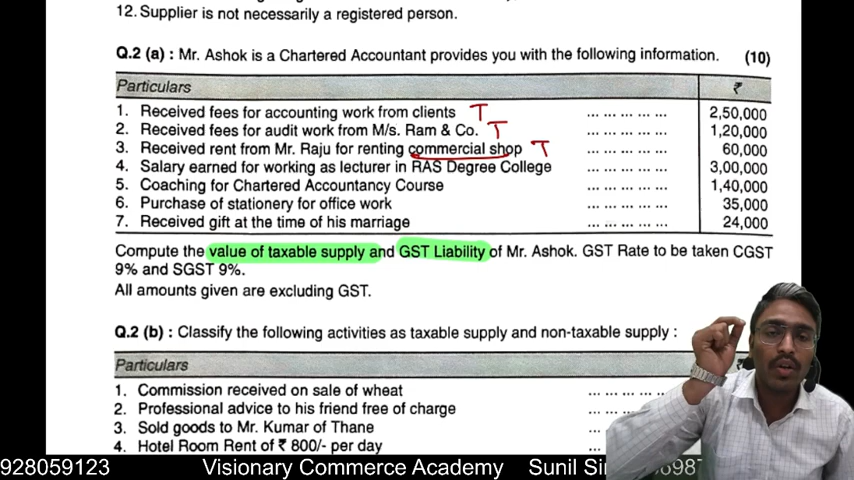 12. Supplier is not necessarily a registered person.
Q.2 (a) : Mr. Ashok is a Chartered Accountant provides you with the following information. (10)
Particulars ₹
1. Received fees for accounting work from clients T ... ... ... ... ... 2,50,000
2. Received fees for audit work from M/s. Ram & Co. T ... ... ... ... ... 1,20,000
3. Received rent from Mr. Raju for renting commercial shop T ... ... ... ... ... 60,000
4. Salary earned for working as lecturer in RAS Degree College ... ... ... ... ... 3,00,000
5. Coaching for Chartered Accountancy Course ... ... ... ... ... 1,40,000
6. Purchase of stationery for office work ... ... ... ... ... 35,000
7. Received gift at the time of his marriage ... ... ... ... ... 24,000
Compute the value of taxable supply and GST Liability of Mr. Ashok. GST Rate to be taken CGST
9% and SGST 9%.
All amounts given are excluding GST.
Q.2 (b) : Classify the following activities as taxable supply and non-taxable supply :
Particulars
1. Commission received on sale of wheat
2. Professional advice to his friend free of charge
3. Sold goods to Mr. Kumar of Thane
4. Hotel Room Rent of ₹ 800/- per day
928059123 Visionary Commerce Academy Sunil